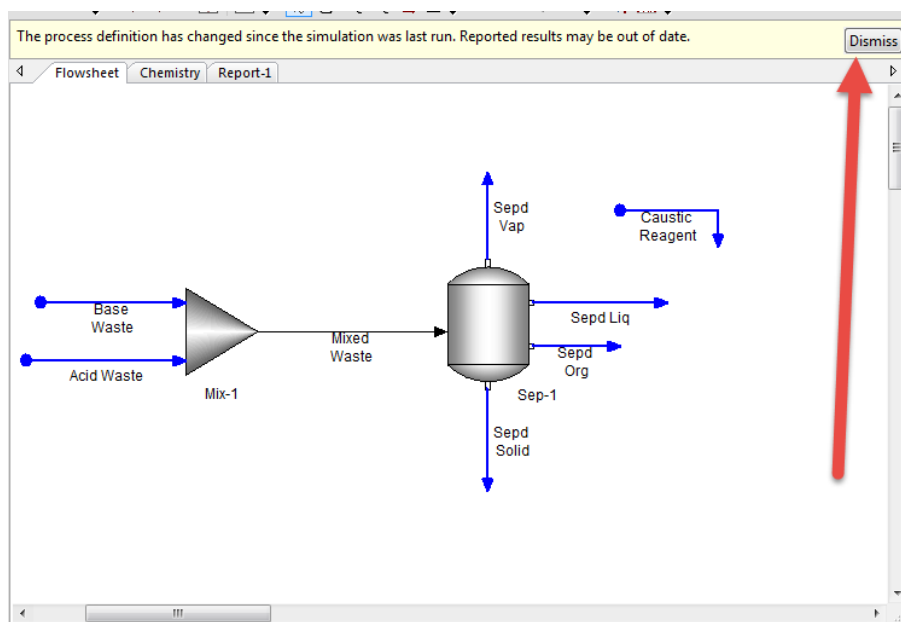 The process definition has changed since the simulation was last run. Reported results may be out of date.
Dismiss
Flowsheet
Chemistry
Report-1
Sepd
Vap
Caustic
Reagent
Base
Waste
Sepd Liq
Mixed
Waste
Sepd
Org
Acid Waste
Mix-1
Sep-1
Sepd
Solid